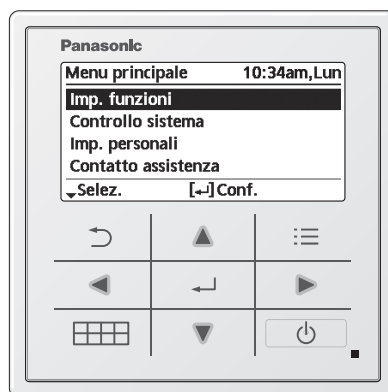 Panasonic
Menu principale 10:34am,Lun
Imp. funzioni
Controllo sistema
Imp. personali
Contatto assistenza
Selez. [↵]Conf.